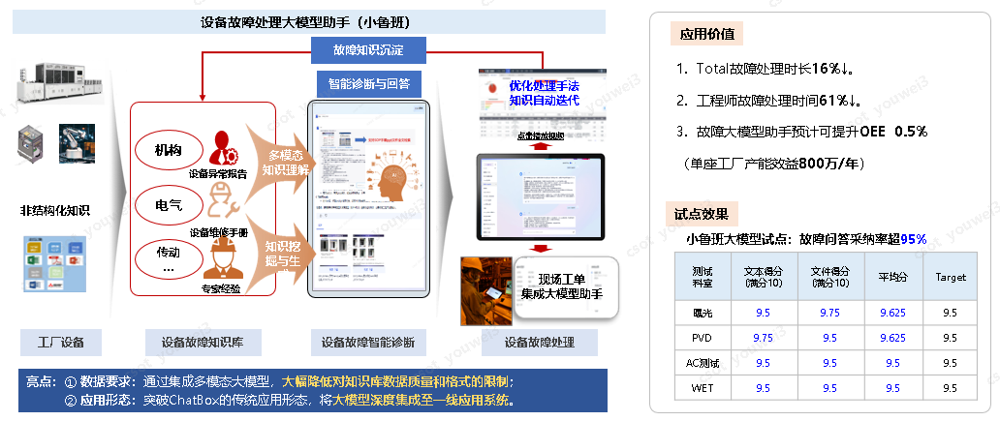 设备故障处理大模型助手（小鲁班）
故障知识沉淀
智能诊断与回答
优化处理手法
知识自动迭代
点击播放视频
机构
设备异常报告
多模态
知识理解
非结构化知识
电气
设备维修手册
传动
...
知识挖
掘与生
专家经验
现场工单
集成大模型助手
工厂设备
设备故障知识库
设备故障智能诊断
设备故障处理
亮点：① 数据要求：通过集成多模态大模型，大幅降低对知识库数据质量和格式的限制；
② 应用形态：突破ChatBox的传统应用形态，将大模型深度集成至一线应用系统。
应用价值
1. Total故障处理时长16%↓。
2. 工程师故障处理时间61%↓。
3. 故障大模型助手预计可提升OEE 0.5%
（单座工厂产能效益800万/年）
试点效果
小鲁班大模型试点：故障问答采纳率超95%
测试科室 文本得分(满分10) 文件得分(满分10) 平均分 Target
曝光 9.5 9.75 9.625 9.5
PVD 9.75 9.5 9.625 9.5
AC测试 9.5 9.5 9.5 9.5
WET 9.5 9.5 9.5 9.5
csot_youwei3